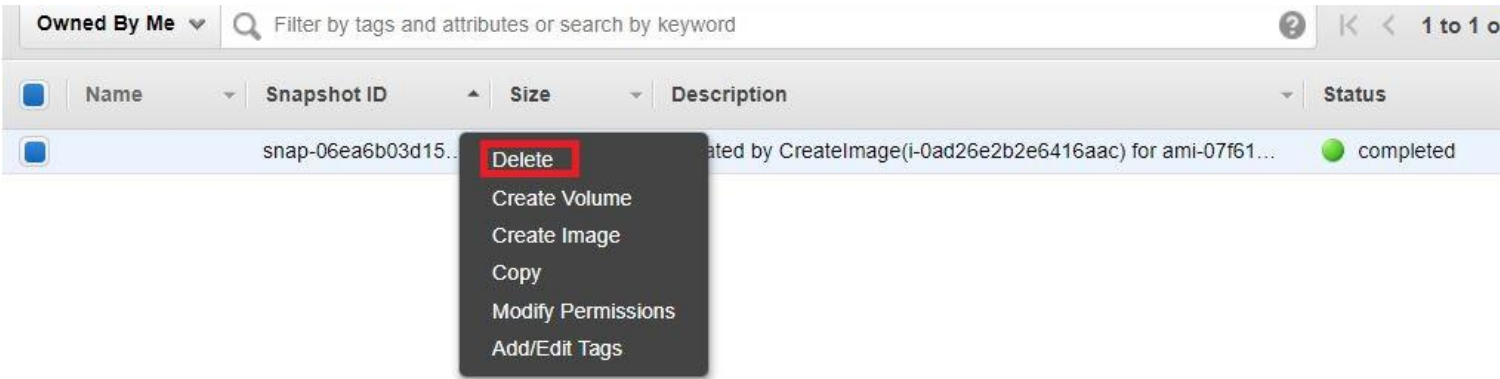 Owned By Me Filter by tags and attributes or search by keyword 1 to 1 o
Name Snapshot ID Size Description Status
snap-06ea6b03d15.. ated by CreateImage(i-0ad26e2b2e6416aac) for ami-07f61... completed
Delete
Create Volume
Create Image
Copy
Modify Permissions
Add/Edit Tags